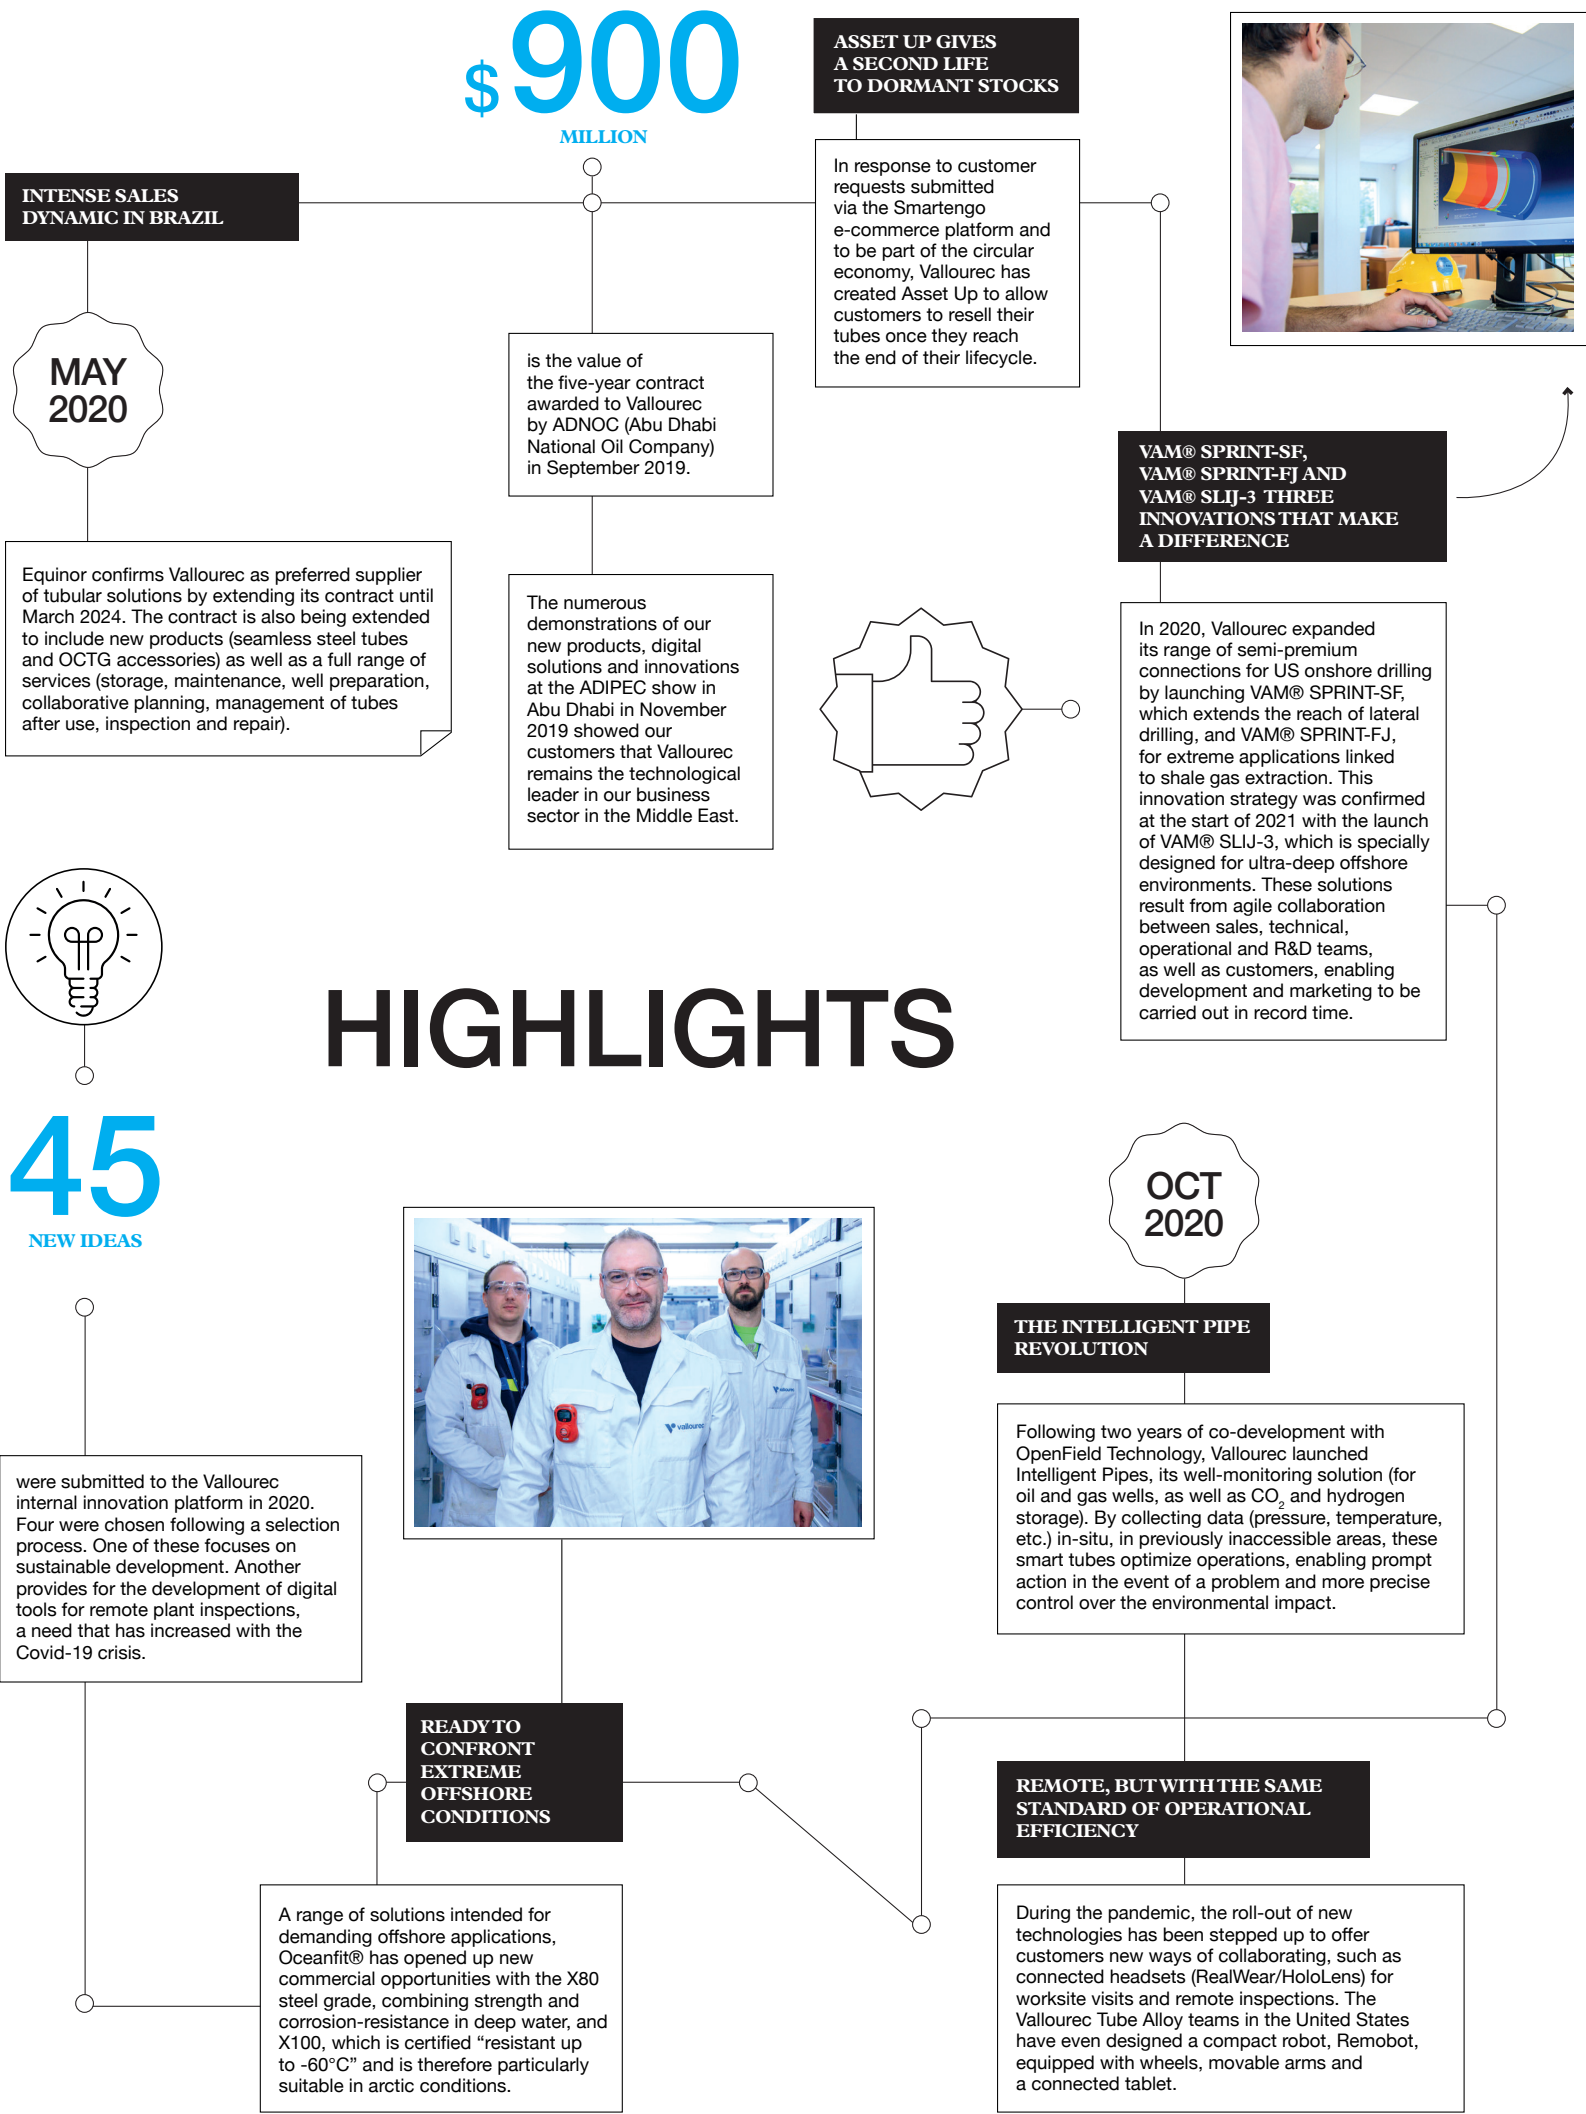 $900
MILLION
INTENSE SALES
DYNAMIC IN BRAZIL
MAY
2020
Equinor confirms Vallourec as preferred supplier
of tubular solutions by extending its contract until
March 2024. The contract is also being extended
to include new products (seamless steel tubes
and OCTG accessories) as well as a full range of
services (storage, maintenance, well preparation,
collaborative planning, management of tubes
after use, inspection and repair).
is the value of
the five-year contract
awarded to Vallourec
by ADNOC (Abu Dhabi
National Oil Company)
in September 2019.
The numerous
demonstrations of our
new products, digital
solutions and innovations
at the ADIPEC show in
Abu Dhabi in November
2019 showed our
customers that Vallourec
remains the technological
leader in our business
sector in the Middle East.
ASSET UP GIVES
A SECOND LIFE
TO DORMANT STOCKS
In response to customer
requests submitted
via the Smartengo
e-commerce platform and
to be part of the circular
economy, Vallourec has
created Asset Up to allow
customers to resell their
tubes once they reach
the end of their lifecycle.
DELL
VAM® SPRINT-SF,
VAM® SPRINT-FJ AND
VAM® SLIJ-3 THREE
INNOVATIONS THAT MAKE
A DIFFERENCE
In 2020, Vallourec expanded
its range of semi-premium
connections for US onshore drilling
by launching VAM® SPRINT-SF,
which extends the reach of lateral
drilling, and VAM® SPRINT-FJ,
for extreme applications linked
to shale gas extraction. This
innovation strategy was confirmed
at the start of 2021 with the launch
of VAM® SLIJ-3, which is specially
designed for ultra-deep offshore
environments. These solutions
result from agile collaboration
between sales, technical,
operational and R&D teams,
as well as customers, enabling
development and marketing to be
carried out in record time.
HIGHLIGHTS
45
NEW IDEAS
were submitted to the Vallourec
internal innovation platform in 2020.
Four were chosen following a selection
process. One of these focuses on
sustainable development. Another
provides for the development of digital
tools for remote plant inspections,
a need that has increased with the
Covid-19 crisis.
vallourec
vallourec
READY TO
CONFRONT
EXTREME
OFFSHORE
CONDITIONS
A range of solutions intended for
demanding offshore applications,
Oceanfit® has opened up new
commercial opportunities with the X80
steel grade, combining strength and
corrosion-resistance in deep water, and
X100, which is certified “resistant up
to -60°C” and is therefore particularly
suitable in arctic conditions.
OCT
2020
THE INTELLIGENT PIPE
REVOLUTION
Following two years of co-development with
OpenField Technology, Vallourec launched
Intelligent Pipes, its well-monitoring solution (for
oil and gas wells, as well as CO₂ and hydrogen
storage). By collecting data (pressure, temperature,
etc.) in-situ, in previously inaccessible areas, these
smart tubes optimize operations, enabling prompt
action in the event of a problem and more precise
control over the environmental impact.
REMOTE, BUT WITH THE SAME
STANDARD OF OPERATIONAL
EFFICIENCY
During the pandemic, the roll-out of new
technologies has been stepped up to offer
customers new ways of collaborating, such as
connected headsets (RealWear/HoloLens) for
worksite visits and remote inspections. The
Vallourec Tube Alloy teams in the United States
have even designed a compact robot, Remobot,
equipped with wheels, movable arms and
a connected tablet.